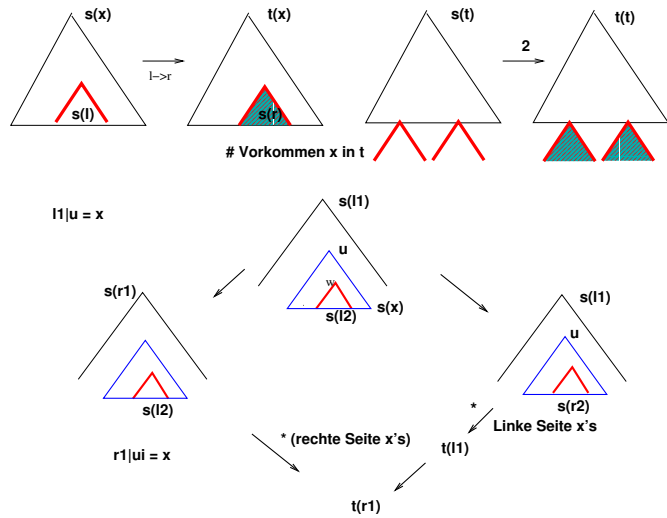 s(x)
t(x)
s(t)
t(t)
2
l->r
s(l)
s(r)
# Vorkommen x in t
l1|u = x
s(l1)
u
w
s(l2)
s(x)
s(r1)
s(l2)
s(l1)
u
s(r2)
*
Linke Seite x's
* (rechte Seite x's)
t(l1)
r1|ui = x
t(r1)